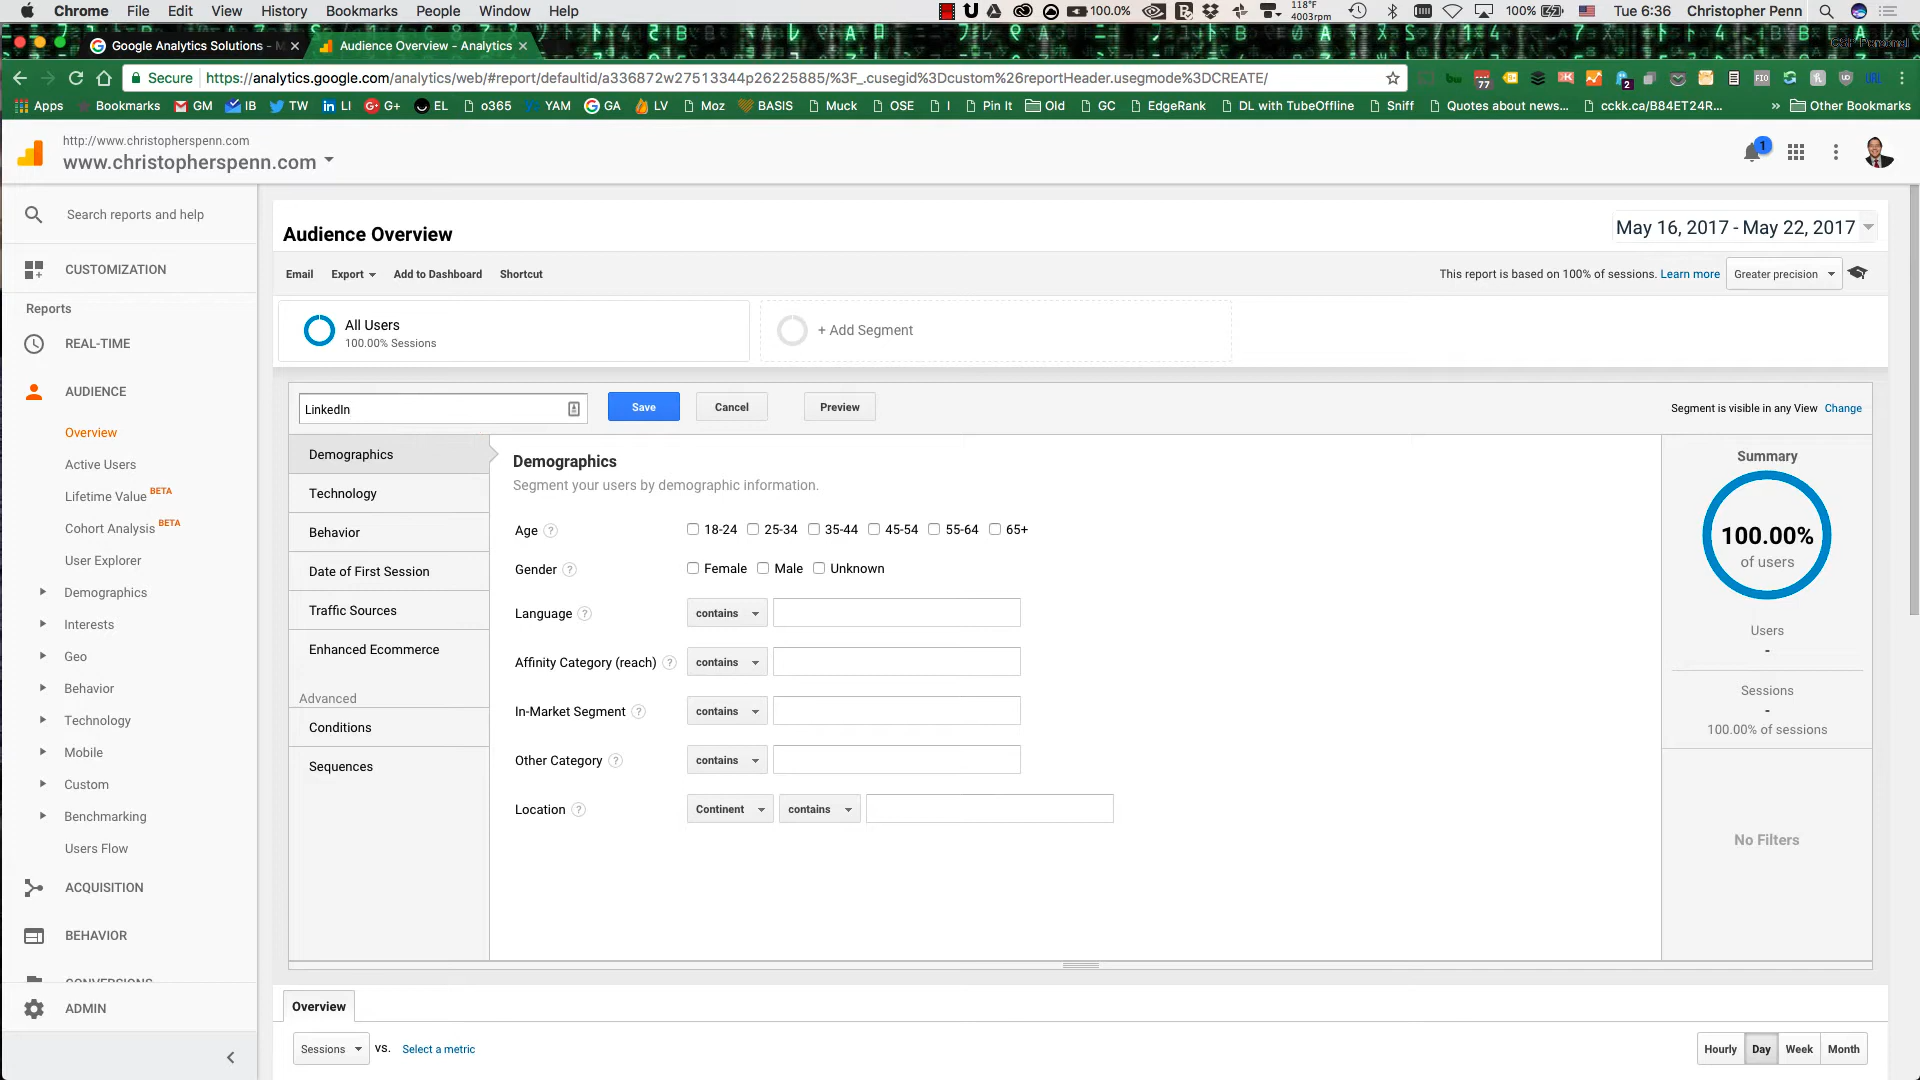 Chrome File Edit View History Bookmarks People Window Help 100.0% 118°F 4003rpm 100% Tue 6:36 Christopher Penn
Google Analytics Solutions - M Audience Overview - Analytics CSP Personal
Secure https://analytics.google.com/analytics/web/#report/defaultid/a336872w27513344p26225885/%3F_.cusegid%3Dcustom%26reportHeader.usegmode%3DCREATE/ 77 FIO 2
Apps Bookmarks GM IB TW LI G+ EL o365 YAM GA LV Moz BASIS Muck OSE I Pin It Old GC EdgeRank DL with TubeOffline Sniff Quotes about news... cckk.ca/B84ET24R... » Other Bookmarks
http://www.christopherspenn.com
www.christopherspenn.com
1
Search reports and help
CUSTOMIZATION
Reports
REAL-TIME
AUDIENCE
Overview
Active Users
Lifetime Value BETA
Cohort Analysis BETA
User Explorer
Demographics
Interests
Geo
Behavior
Technology
Mobile
Custom
Benchmarking
Users Flow
ACQUISITION
BEHAVIOR
CONVERSIONS
ADMIN
Audience Overview
May 16, 2017 - May 22, 2017
Email Export Add to Dashboard Shortcut
This report is based on 100% of sessions. Learn more Greater precision
All Users
100.00% Sessions
+ Add Segment
LinkedIn Save Cancel Preview
Segment is visible in any View Change
Demographics
Technology
Behavior
Date of First Session
Traffic Sources
Enhanced Ecommerce
Advanced
Conditions
Sequences
Demographics
Segment your users by demographic information.
Age ? 18-24 25-34 35-44 45-54 55-64 65+
Gender ? Female Male Unknown
Language ? contains
Affinity Category (reach) ? contains
In-Market Segment ? contains
Other Category ? contains
Location ? Continent contains
Summary
100.00%
of users
Users
-
Sessions
-
100.00% of sessions
No Filters
Overview
Sessions vs. Select a metric
Hourly Day Week Month